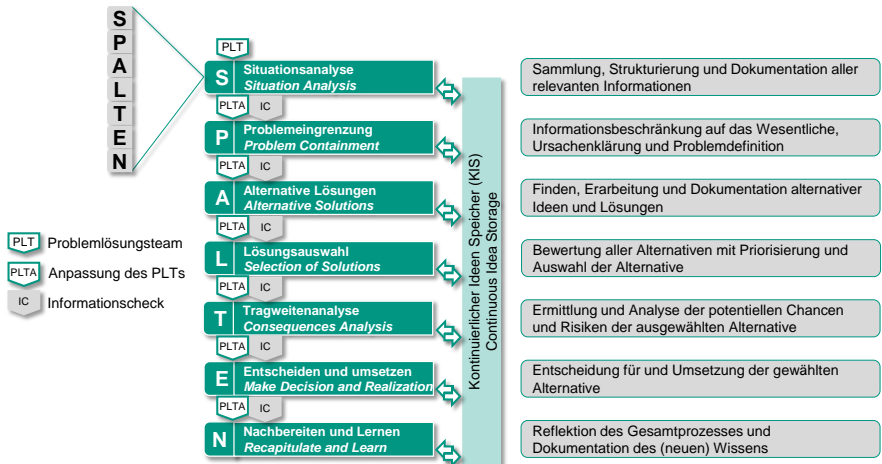 S
P
A
L
T
E
N
PLT
S
Situationsanalyse
Situation Analysis
Sammlung, Strukturierung und Dokumentation aller
relevanten Informationen
PLTA IC
P
Problemeingrenzung
Problem Containment
Informationsbeschränkung auf das Wesentliche,
Ursachenklärung und Problemdefinition
PLTA IC
A
Alternative Lösungen
Alternative Solutions
Finden, Erarbeitung und Dokumentation alternativer
Ideen und Lösungen
PLTA IC
L
Lösungsauswahl
Selection of Solutions
Bewertung aller Alternativen mit Priorisierung und
Auswahl der Alternative
PLTA IC
T
Tragweitenanalyse
Consequences Analysis
Ermittlung und Analyse der potentiellen Chancen
und Risiken der ausgewählten Alternative
PLTA IC
E
Entscheiden und umsetzen
Make Decision and Realization
Entscheidung für und Umsetzung der gewählten
Alternative
PLTA IC
N
Nachbereiten und Lernen
Recapitulate and Learn
Reflektion des Gesamtprozesses und
Dokumentation des (neuen) Wissens
Kontinuierlicher Ideen Speicher (KIS)
Continuous Idea Storage
PLT Problemlösungsteam
PLTA Anpassung des PLTs
IC Informationscheck